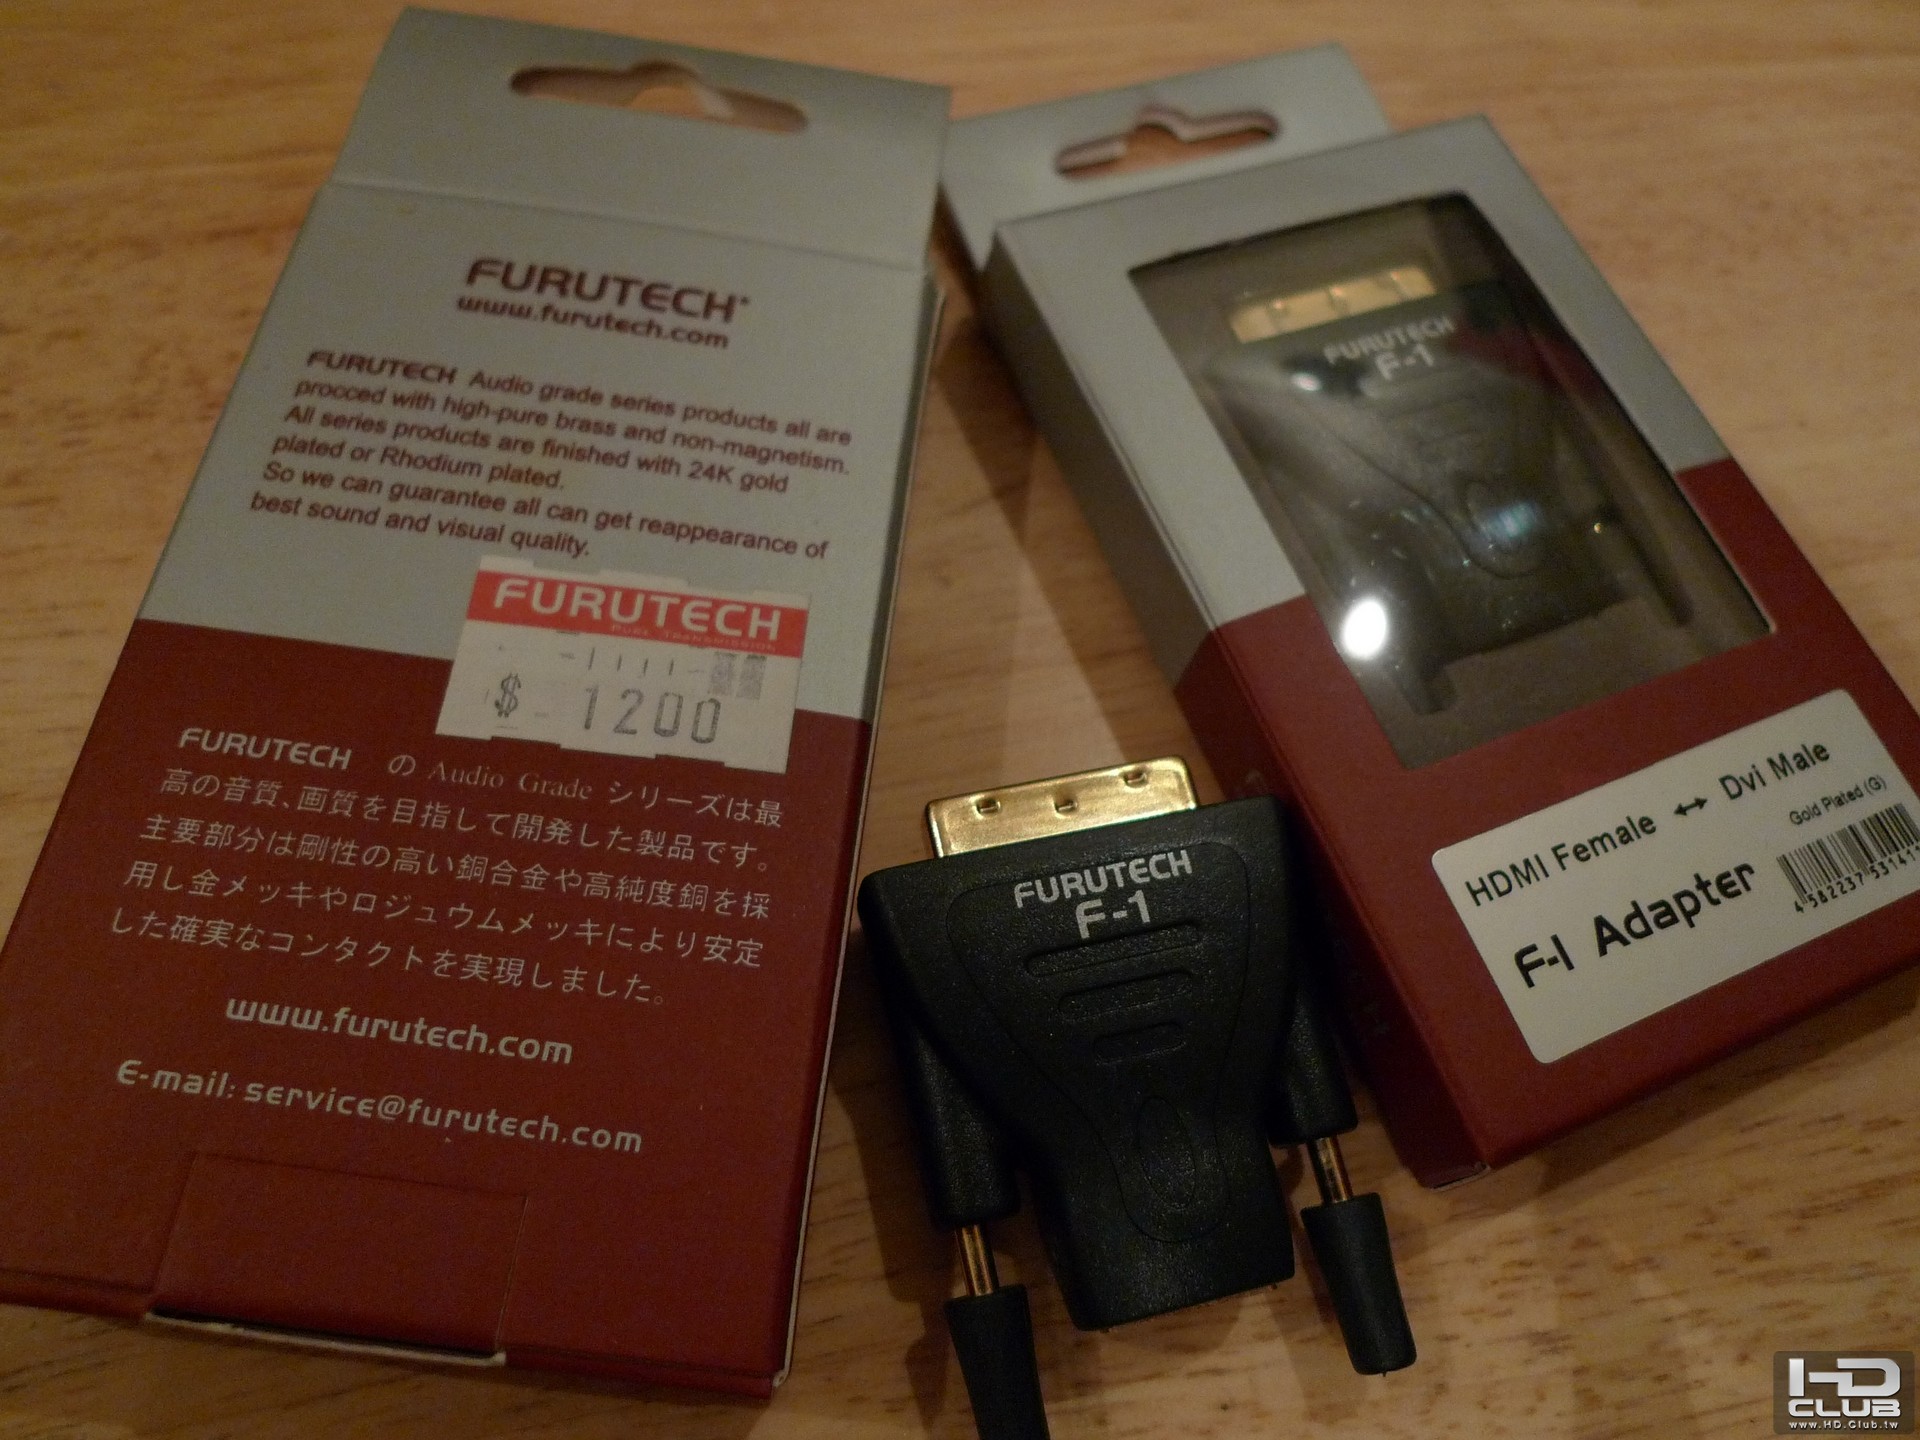 FURUTECH®
www.furutech.com
FURUTECH Audio grade series products all are
procced with high-pure brass and non-magnetism.
All series products are finished with 24K gold
plated or Rhodium plated.
So we can guarantee all can get reappearance of
best sound and visual quality.
FURUTECH
PURE TRANSMISSION
$ 1200
FURUTECH の Audio Grade シリーズは最
高の音質、画質を目指して開発した製品です。
主要部分は剛性の高い銅合金や高純度銅を採
用し金メッキやロジュウムメッキにより安定
した確実なコンタクトを実現しました。
www.furutech.com
E-mail: service@furutech.com
FURUTECH
F-1
FURUTECH
F-1
HDMI Female ↔ Dvi Male
Gold Plated (G)
F-1 Adapter
HD
CLUB
www.HD.Club.tw